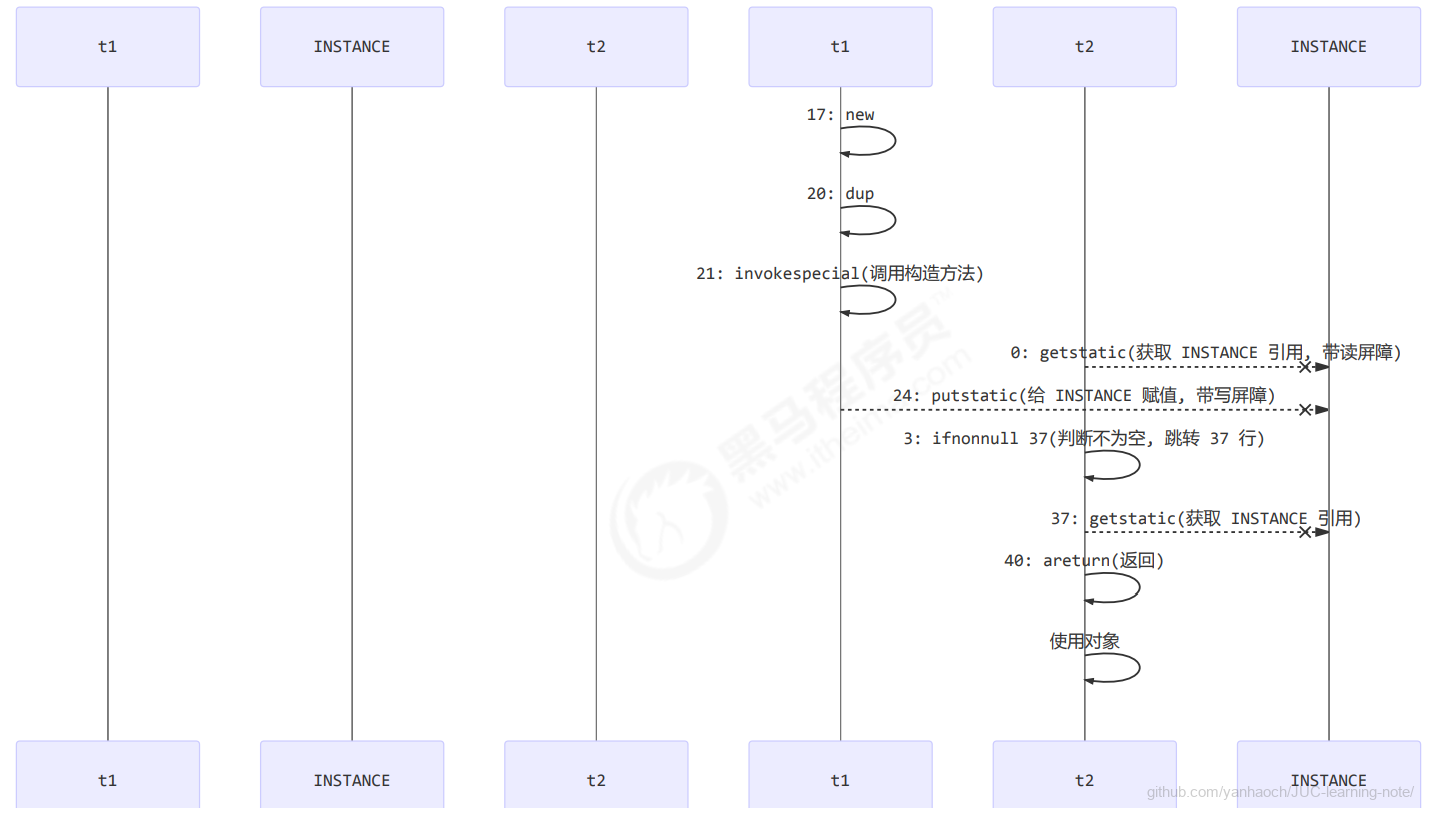 t1
INSTANCE
t2
t1
t2
INSTANCE
17: new
20: dup
21: invokespecial(调用构造方法)
0: getstatic(获取 INSTANCE 引用, 带读屏障)
24: putstatic(给 INSTANCE 赋值, 带写屏障)
3: ifnonnull 37(判断不为空, 跳转 37 行)
37: getstatic(获取 INSTANCE 引用)
40: areturn(返回)
使用对象
黑马程序员™
www.itheima.com
t1
INSTANCE
t2
t1
t2
INSTANCE
github.com/yanhaoch/JUC-learning-note/